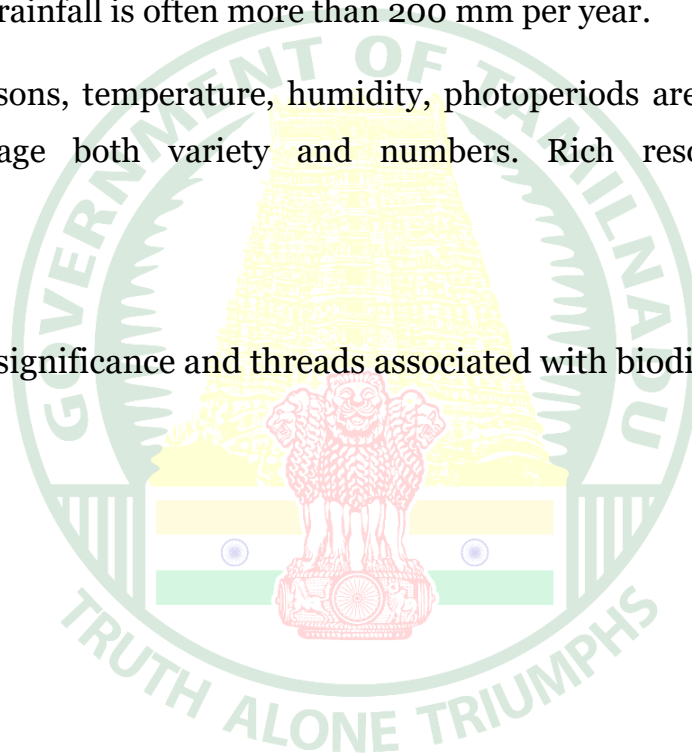 rainfall is often more than 200 mm per year.
sons, temperature, humidity, photoperiods are
age both variety and numbers. Rich reso
significance and threads associated with biodi
GOVERNMENT OF TAMILNADU
TRUTH ALONE TRIUMPHS